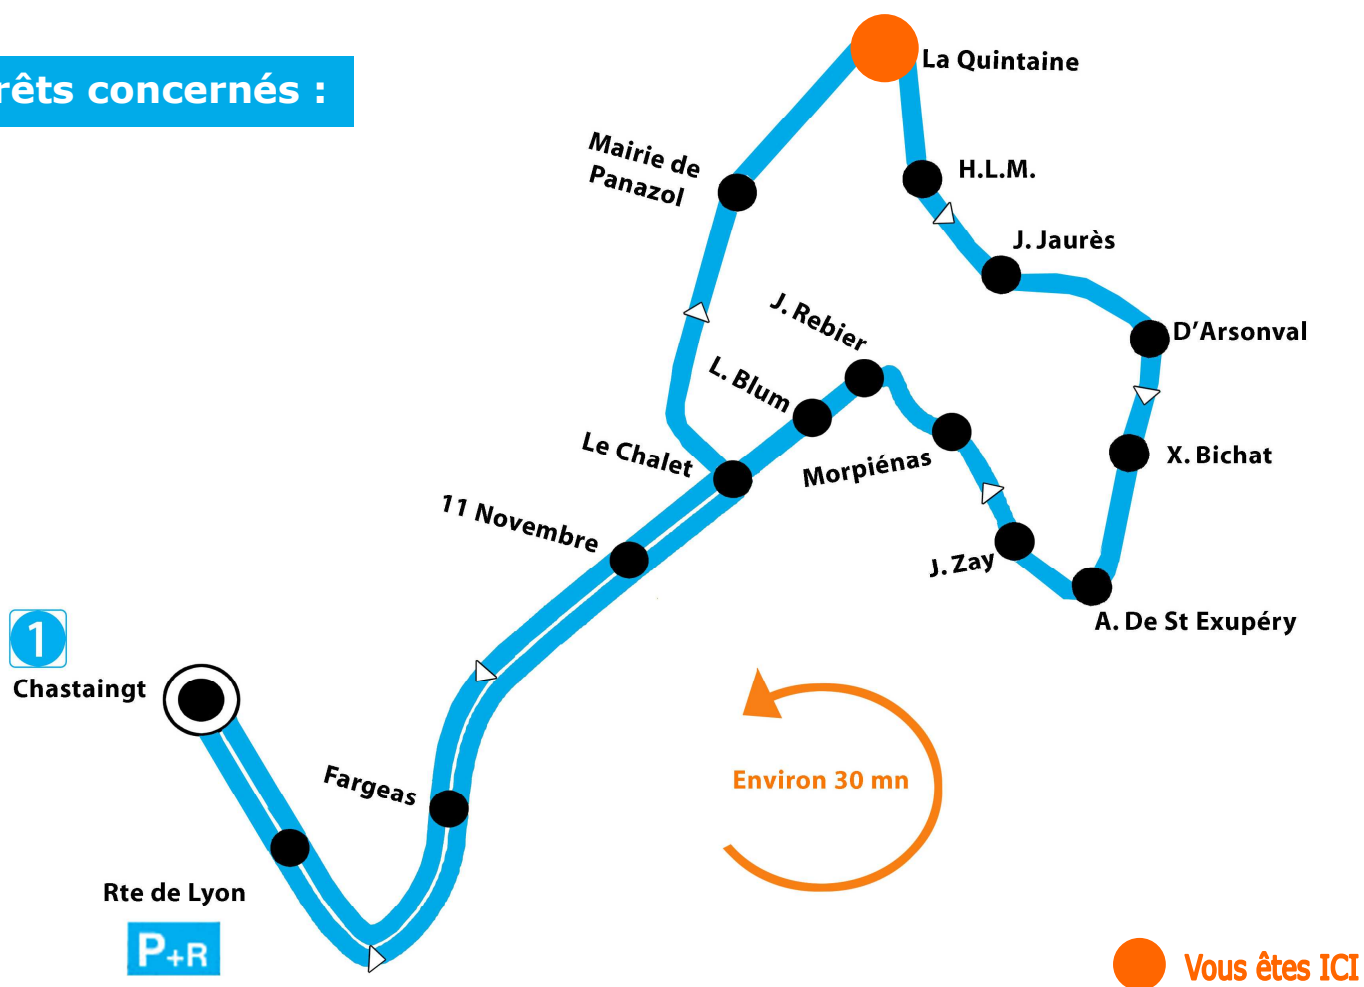 rêts concernés :
La Quintaine
H.L.M.
Mairie de
Panazol
J. Jaurès
J. Rebier
D'Arsonval
L. Blum
Le Chalet
Morpiénas
X. Bichat
11 Novembre
J. Zay
A. De St Exupéry
1
Chastaingt
Fargeas
Environ 30 mn
Rte de Lyon
P+R
Vous êtes ICI